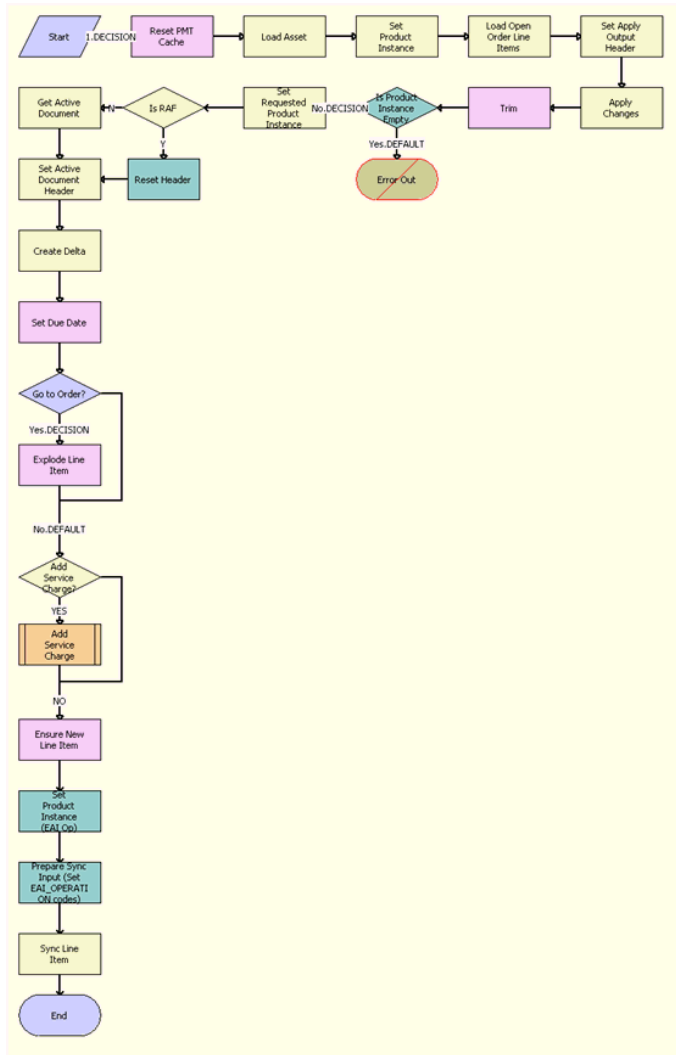 Start
1.DECISION
Reset PMT
Cache
Load Asset
Set
Product
Instance
Load Open
Order Line
Items
Set Apply
Output
Header
Get Active
Document
N
Is RAF
Set
Requested
Product
Instance
No.DECISION
Is Product
Instance
Empty
Trim
Apply
Changes
Y
Yes.DEFAULT
Set Active
Document
Header
Reset Header
Error Out
Create Delta
Set Due Date
Go to Order?
Yes.DECISION
Explode Line
Item
No.DEFAULT
Add
Service
Charge?
YES
Add
Service
Charge
NO
Ensure New
Line Item
Set
Product
Instance
(EAI Op)
Prepare Sync
Input (Set
EAI_OPERATI
ON codes)
Sync Line
Item
End